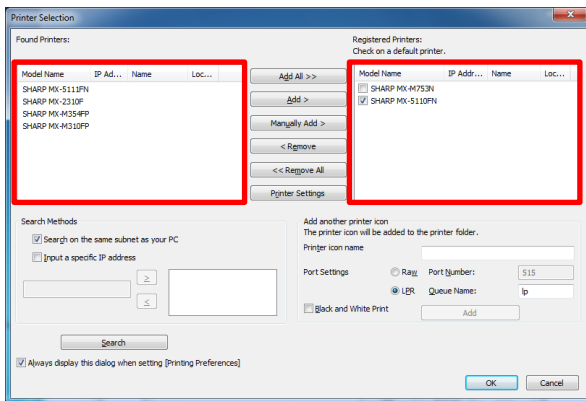 Printer Selection
Found Printers:
Registered Printers:
Check on a default printer.
Model Name IP Ad... Name Loc...
SHARP MX-5111FN
SHARP MX-2310F
SHARP MX-M354FP
SHARP MX-M310FP
Add All >>
Add >
Manually Add >
< Remove
<< Remove All
Printer Settings
Model Name IP Addr... Name Loc...
SHARP MX-M753N
SHARP MX-5110FN
Search Methods
Search on the same subnet as your PC
Input a specific IP address
>
<
Search
Always display this dialog when setting [Printing Preferences]
Add another printer icon
The printer icon will be added to the printer folder.
Printer icon name
Port Settings Raw Port Number: 515
LPR Queue Name: lp
Black and White Print Add
OK Cancel